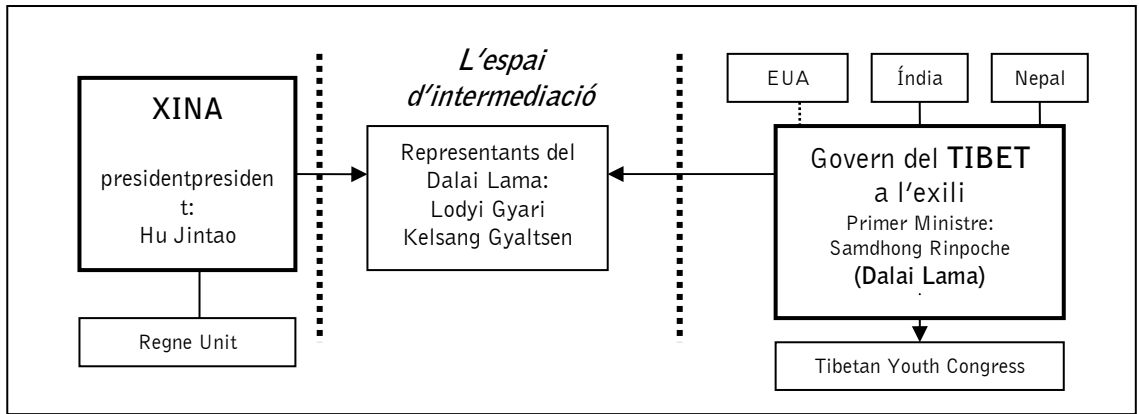 XINA
presidentpresiden
t:
Hu Jintao
Regne Unit
L'espai
d'intermediació
Representants del
Dalai Lama:
Lodyi Gyari
Kelsang Gyaltsen
EUA
Índia
Nepal
Govern del TIBET
a l'exili
Primer Ministre:
Samdhong Rinpoche
(Dalai Lama)
.
Tibetan Youth Congress